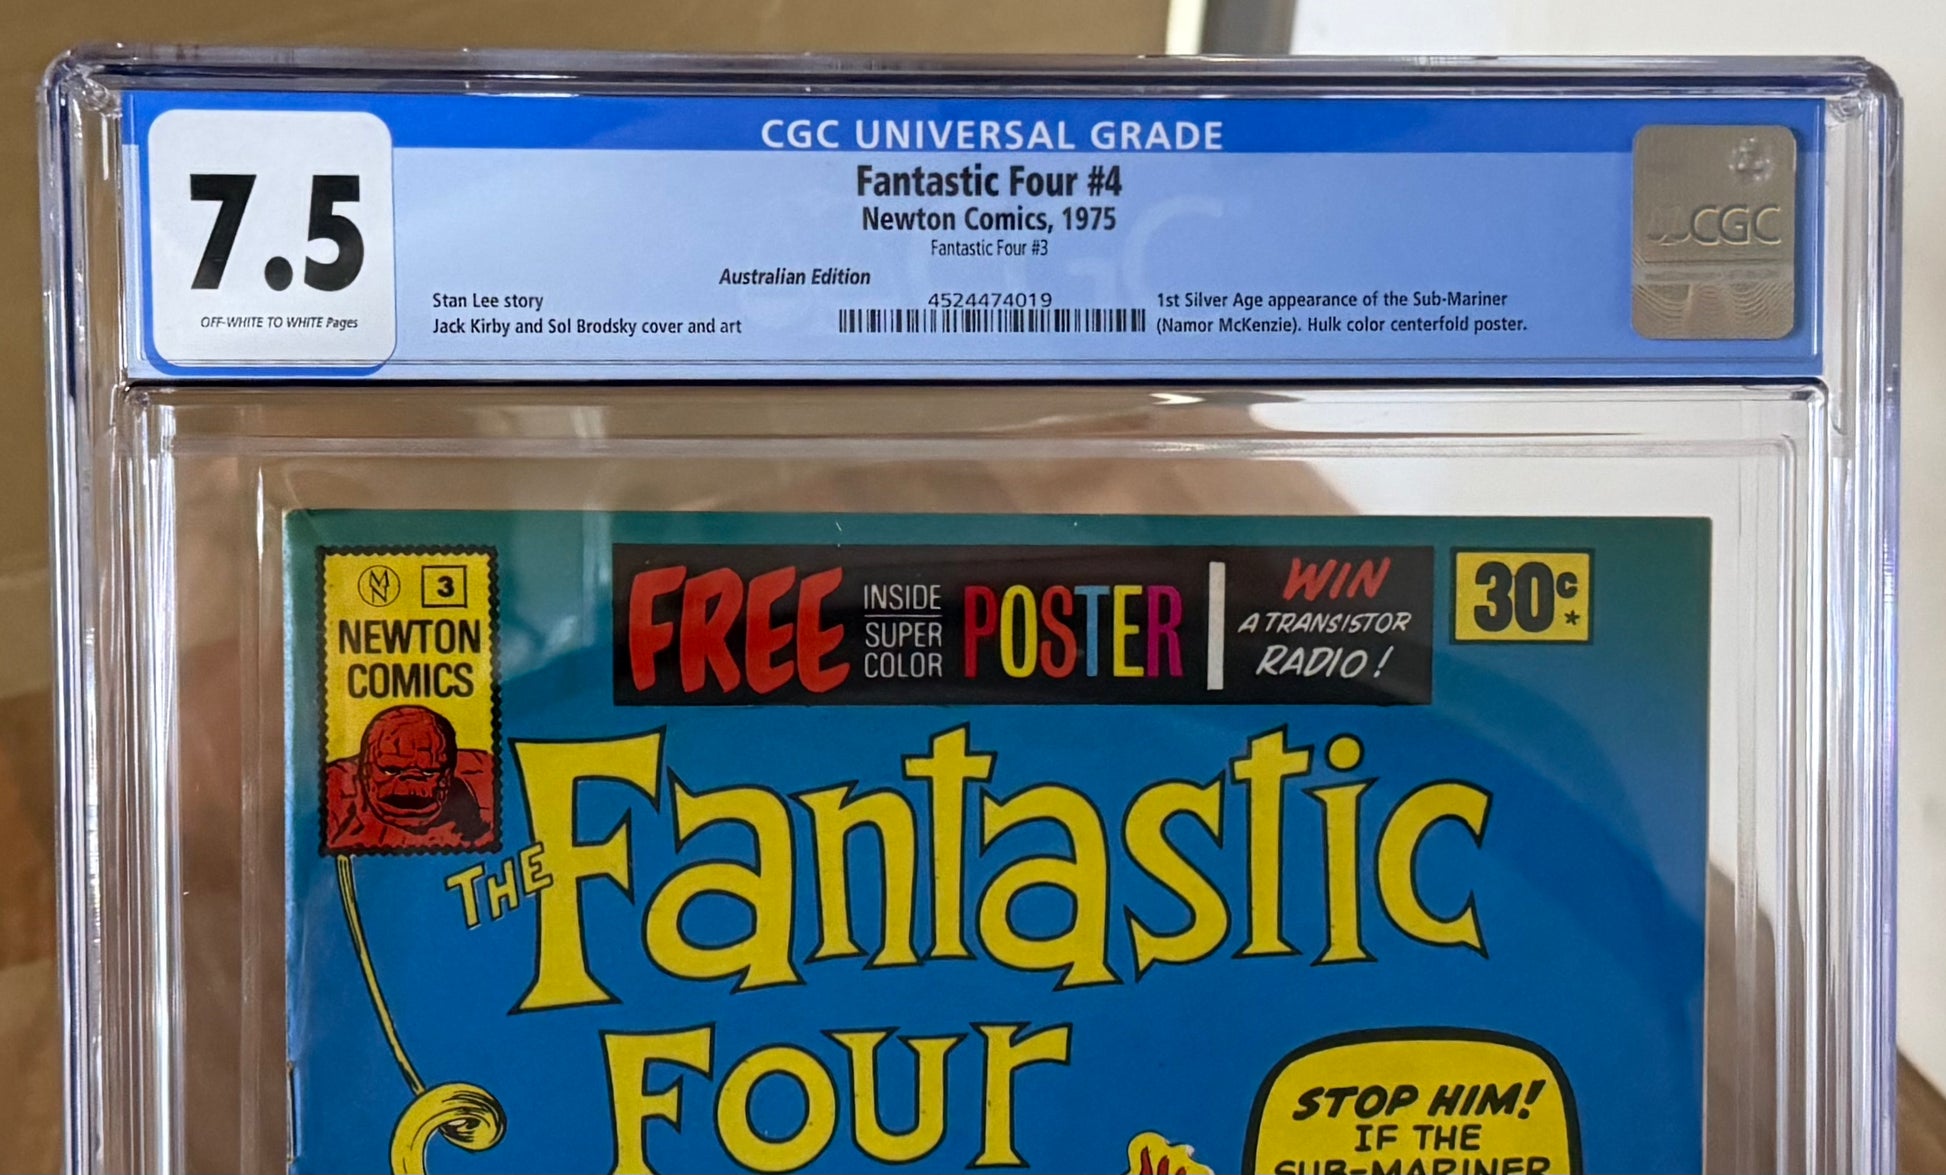 CGC UNIVERSAL GRADE
7.5
OFF-WHITE TO WHITE Pages
Fantastic Four #4
Newton Comics, 1975
Fantastic Four #3
Australian Edition
Stan Lee story
Jack Kirby and Sol Brodsky cover and art
4524474019
1st Silver Age appearance of the Sub-Mariner
(Namor McKenzie). Hulk color centerfold poster.
CGC
CGC
3
NEWTON
COMICS
FREE
INSIDE
SUPER
COLOR
POSTER
WIN
A TRANSISTOR
RADIO!
30c*
THE
Fantastic
Four
STOP HIM!
IF THE
SUB-MARINER